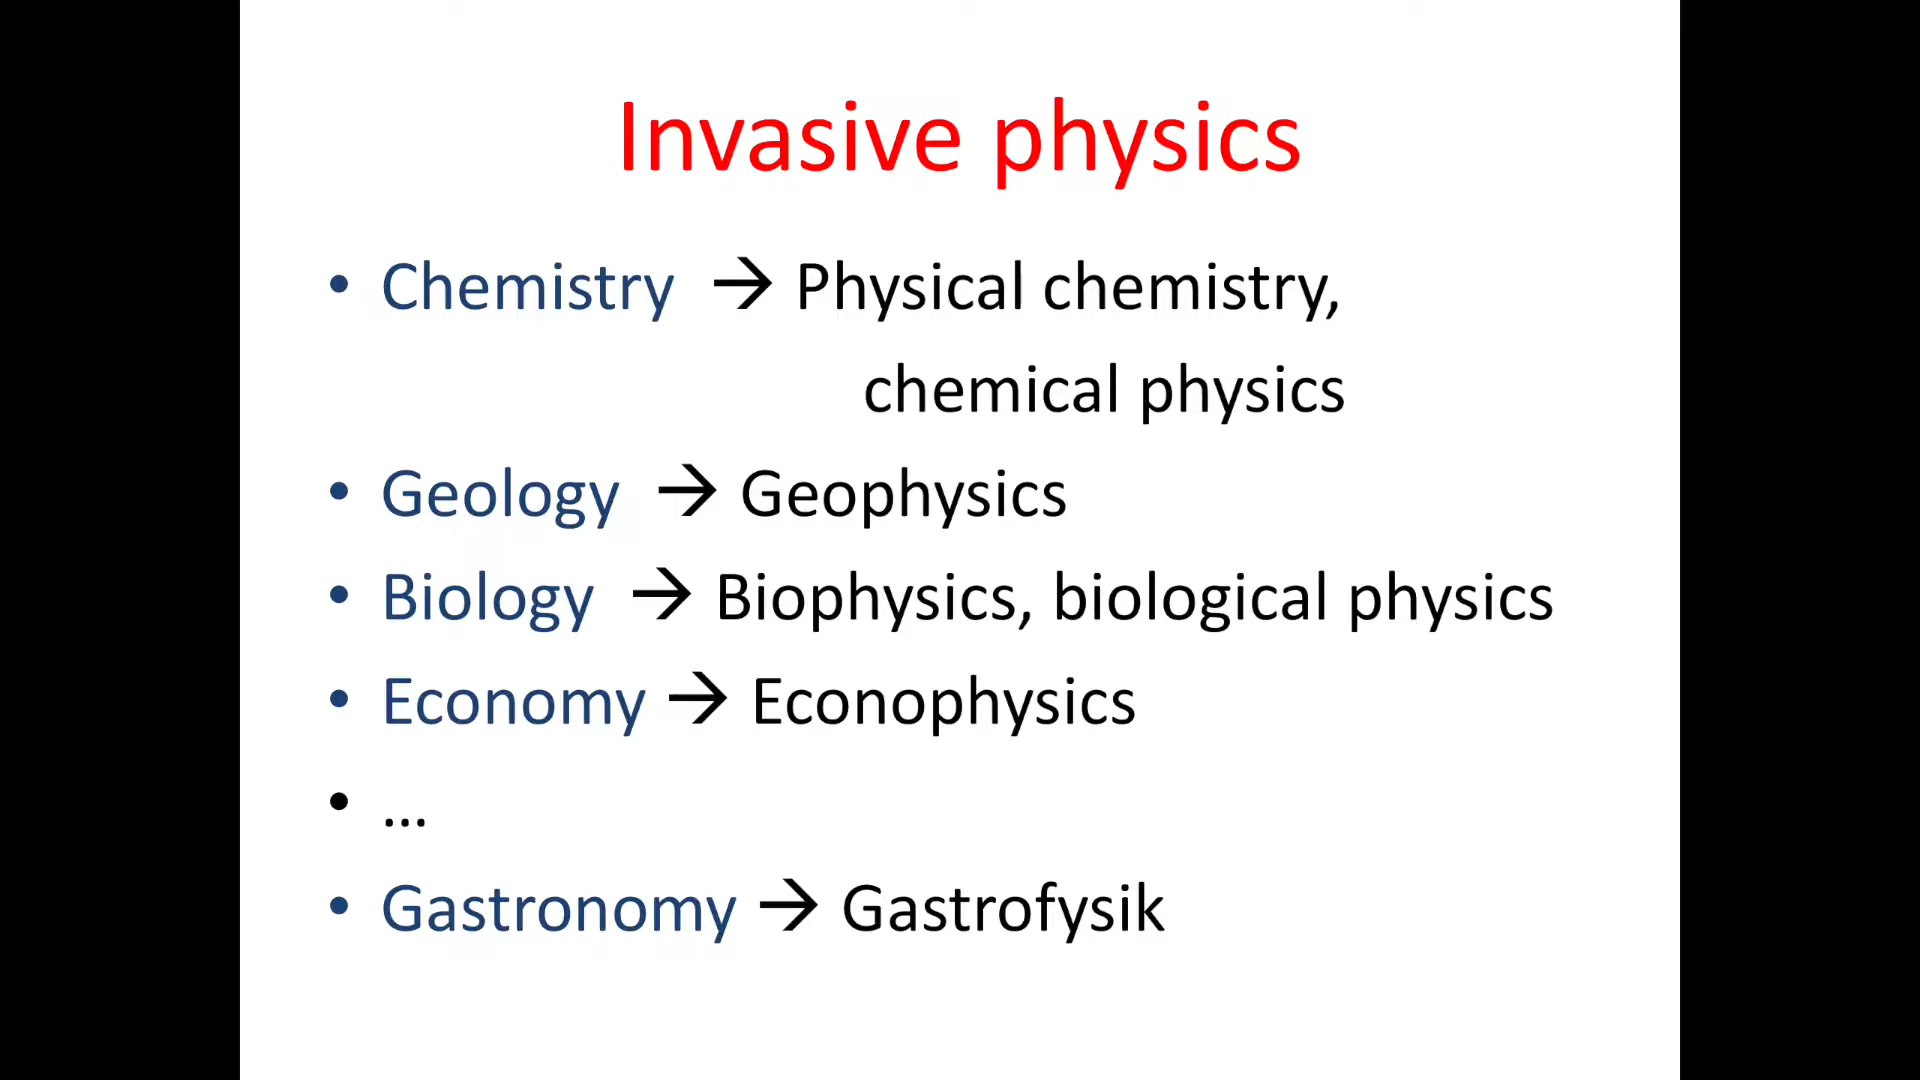 Invasive physics
• Chemistry → Physical chemistry,
chemical physics
• Geology → Geophysics
• Biology → Biophysics, biological physics
• Economy → Econophysics
• ...
• Gastronomy → Gastrofysik